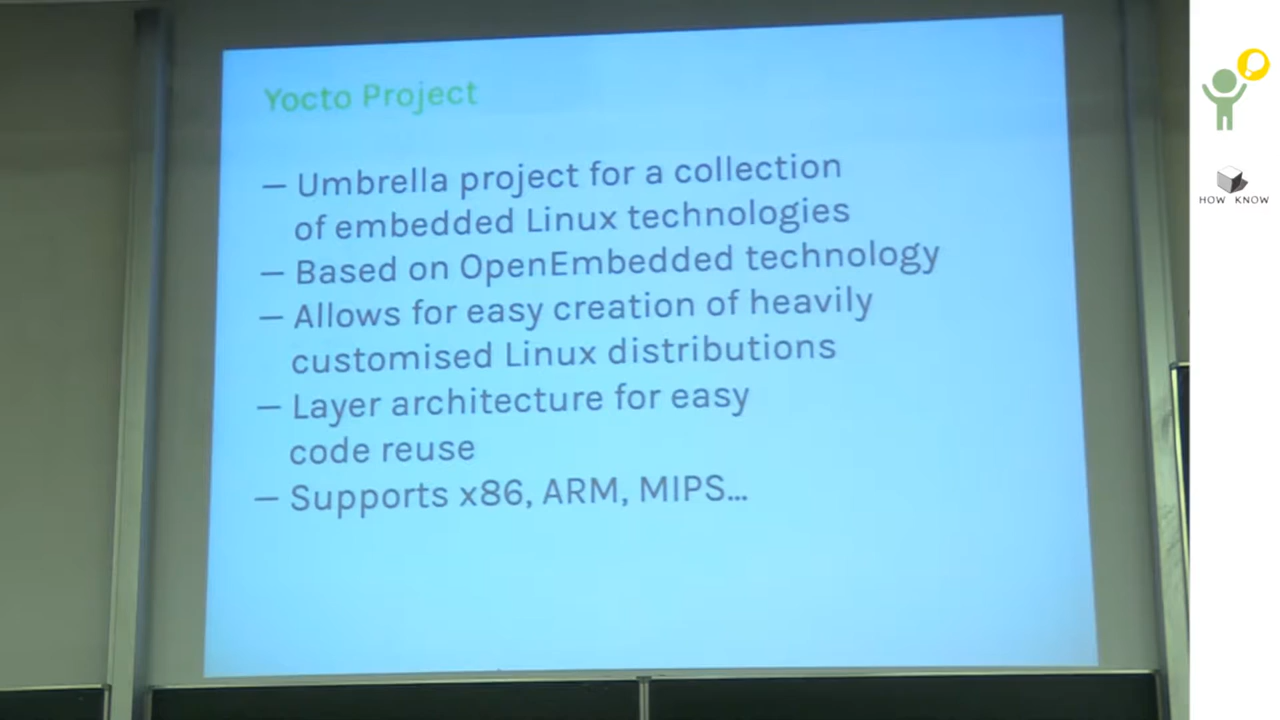 Yocto Project
— Umbrella project for a collection
of embedded Linux technologies
— Based on OpenEmbedded technology
— Allows for easy creation of heavily
customised Linux distributions
— Layer architecture for easy
code reuse
— Supports x86, ARM, MIPS...
HOW KNOW